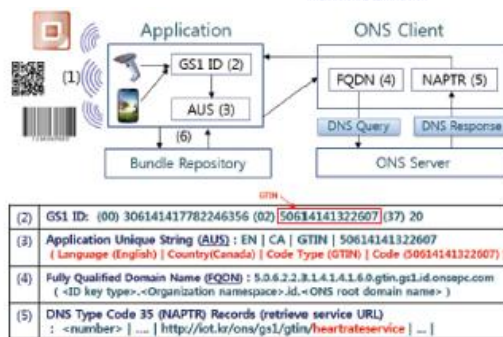 Application
ONS Client
(1)
GS1 ID (2)
AUS (3)
FQDN (4)
NAPTR (5)
DNS Query
DNS Response
(6)
Bundle Repository
ONS Server
GTIN
(2) GS1 ID: (00) 306141417782246356 (02) 50614141322607 (37) 20
(3) Application Unique String (AUS) : EN | CA | GTIN | 50614141322607
( Language (English) | Country(Canada) | Code Type (GTIN) | Code (50614141322607)
(4) Fully Qualified Domain Name (FQDN) : 5.0.6.2.2.3.1.4.1.4.1.6.0.gtin.gs1.id.onsepc.com
( <ID key type>.<Organization namespace>.id.<ONS root domain name> )
(5) DNS Type Code 35 (NAPTR) Records (retrieve service URL)
: <number> | .... | http://iot.kr/ons/gs1/gtin/heartrateservice | ... |